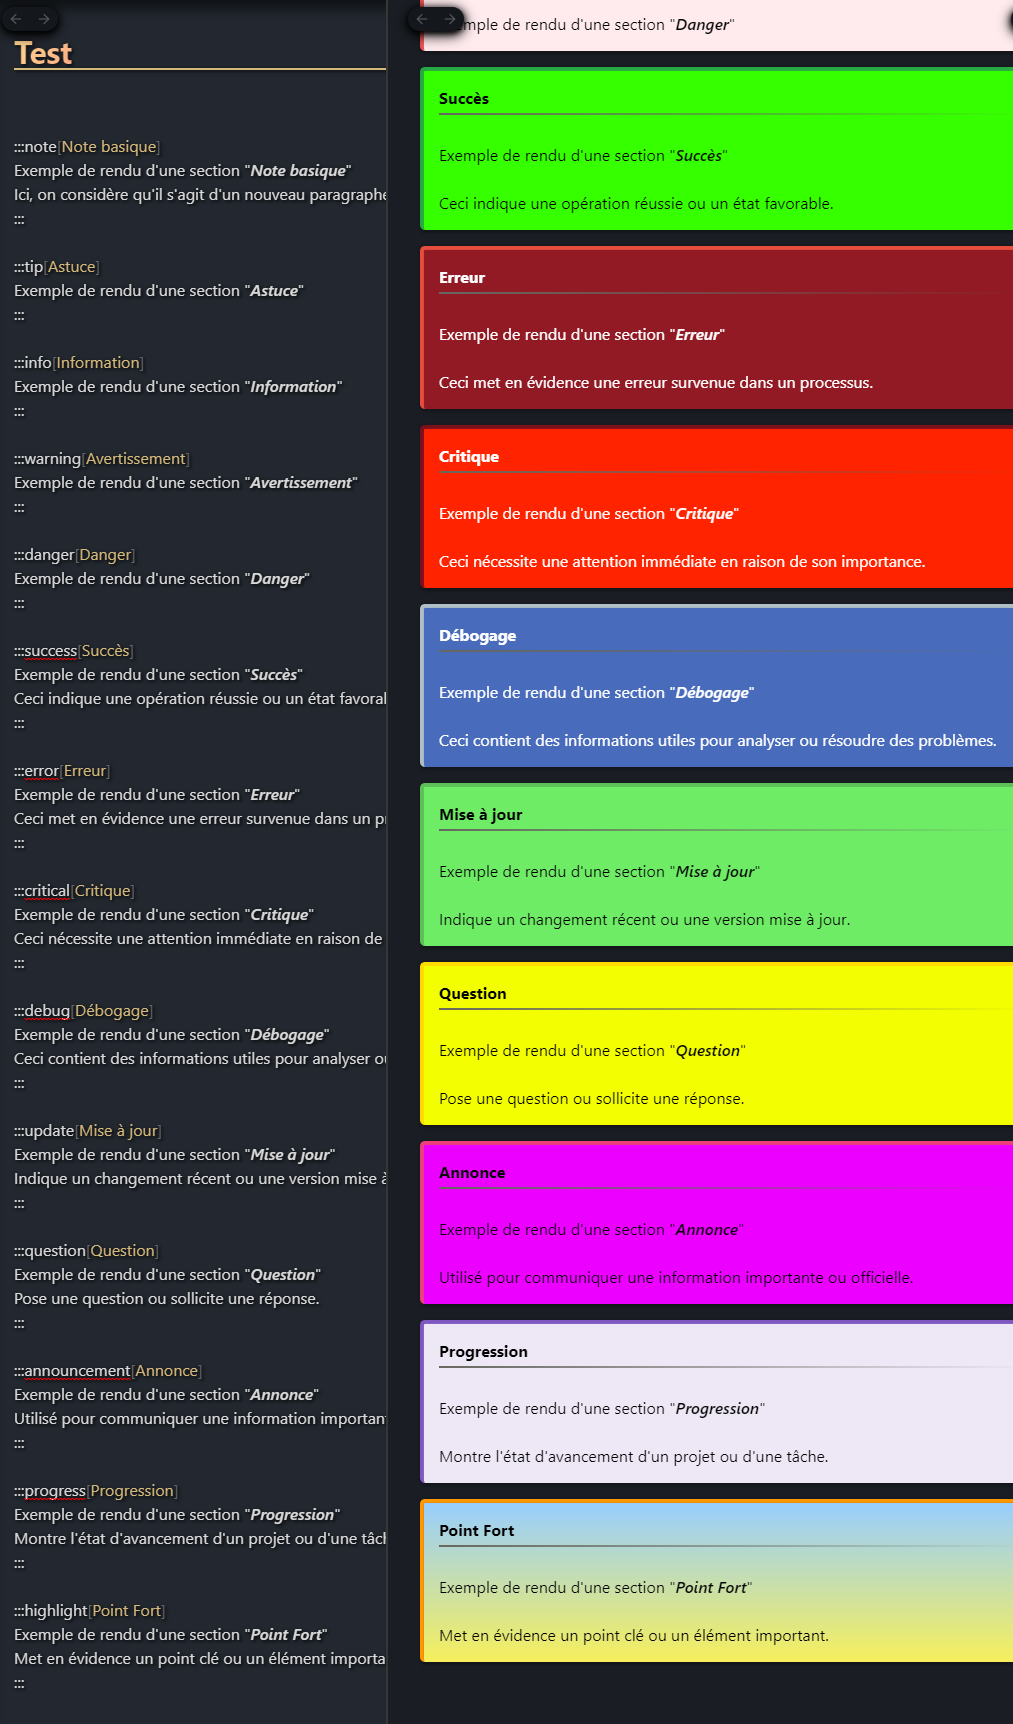 Test
:::note[Note basique]
Exemple de rendu d'une section "Note basique"
Ici, on considère qu'il s'agit d'un nouveau paragraphe
:::
:::tip[Astuce]
Exemple de rendu d'une section "Astuce"
:::
:::info[Information]
Exemple de rendu d'une section "Information"
:::
:::warning[Avertissement]
Exemple de rendu d'une section "Avertissement"
:::
:::danger[Danger]
Exemple de rendu d'une section "Danger"
:::
:::success[Succès]
Exemple de rendu d'une section "Succès"
Ceci indique une opération réussie ou un état
:::
:::error[Erreur]
Exemple de rendu d'une section "Erreur"
Ceci met en évidence une erreur survenue dans un
:::
:::critical[Critique]
Exemple de rendu d'une section "Critique"
Ceci nécessite une attention immédiate en raison de
:::
:::debug[Débogage]
Exemple de rendu d'une section "Débogage"
Ceci contient des informations utiles pour analyser
:::
:::update[Mise à jour]
Exemple de rendu d'une section "Mise à jour"
Indique un changement récent ou une version mise à
:::
:::question[Question]
Exemple de rendu d'une section "Question"
Pose une question ou sollicite une réponse.
:::
:::announcement[Annonce]
Exemple de rendu d'une section "Annonce"
Utilisé pour communiquer une information
:::
:::progress[Progression]
Exemple de rendu d'une section "Progression"
Montre l'état d'avancement d'un projet ou d'une
:::
:::highlight[Point Fort]
Exemple de rendu d'une section "Point Fort"
Met en évidence un point clé ou un élément
:::
de rendu d'une section "Danger"
Succès
Exemple de rendu d'une section "Succès"
Ceci indique une opération réussie ou un état favorable.
Erreur
Exemple de rendu d'une section "Erreur"
Ceci met en évidence une erreur survenue dans un processus.
Critique
Exemple de rendu d'une section "Critique"
Ceci nécessite une attention immédiate en raison de son importance.
Débogage
Exemple de rendu d'une section "Débogage"
Ceci contient des informations utiles pour analyser ou résoudre des problèmes.
Mise à jour
Exemple de rendu d'une section "Mise à jour"
Indique un changement récent ou une version mise à jour.
Question
Exemple de rendu d'une section "Question"
Pose une question ou sollicite une réponse.
Annonce
Exemple de rendu d'une section "Annonce"
Utilisé pour communiquer une information importante ou officielle.
Progression
Exemple de rendu d'une section "Progression"
Montre l'état d'avancement d'un projet ou d'une tâche.
Point Fort
Exemple de rendu d'une section "Point Fort"
Met en évidence un point clé ou un élément important.